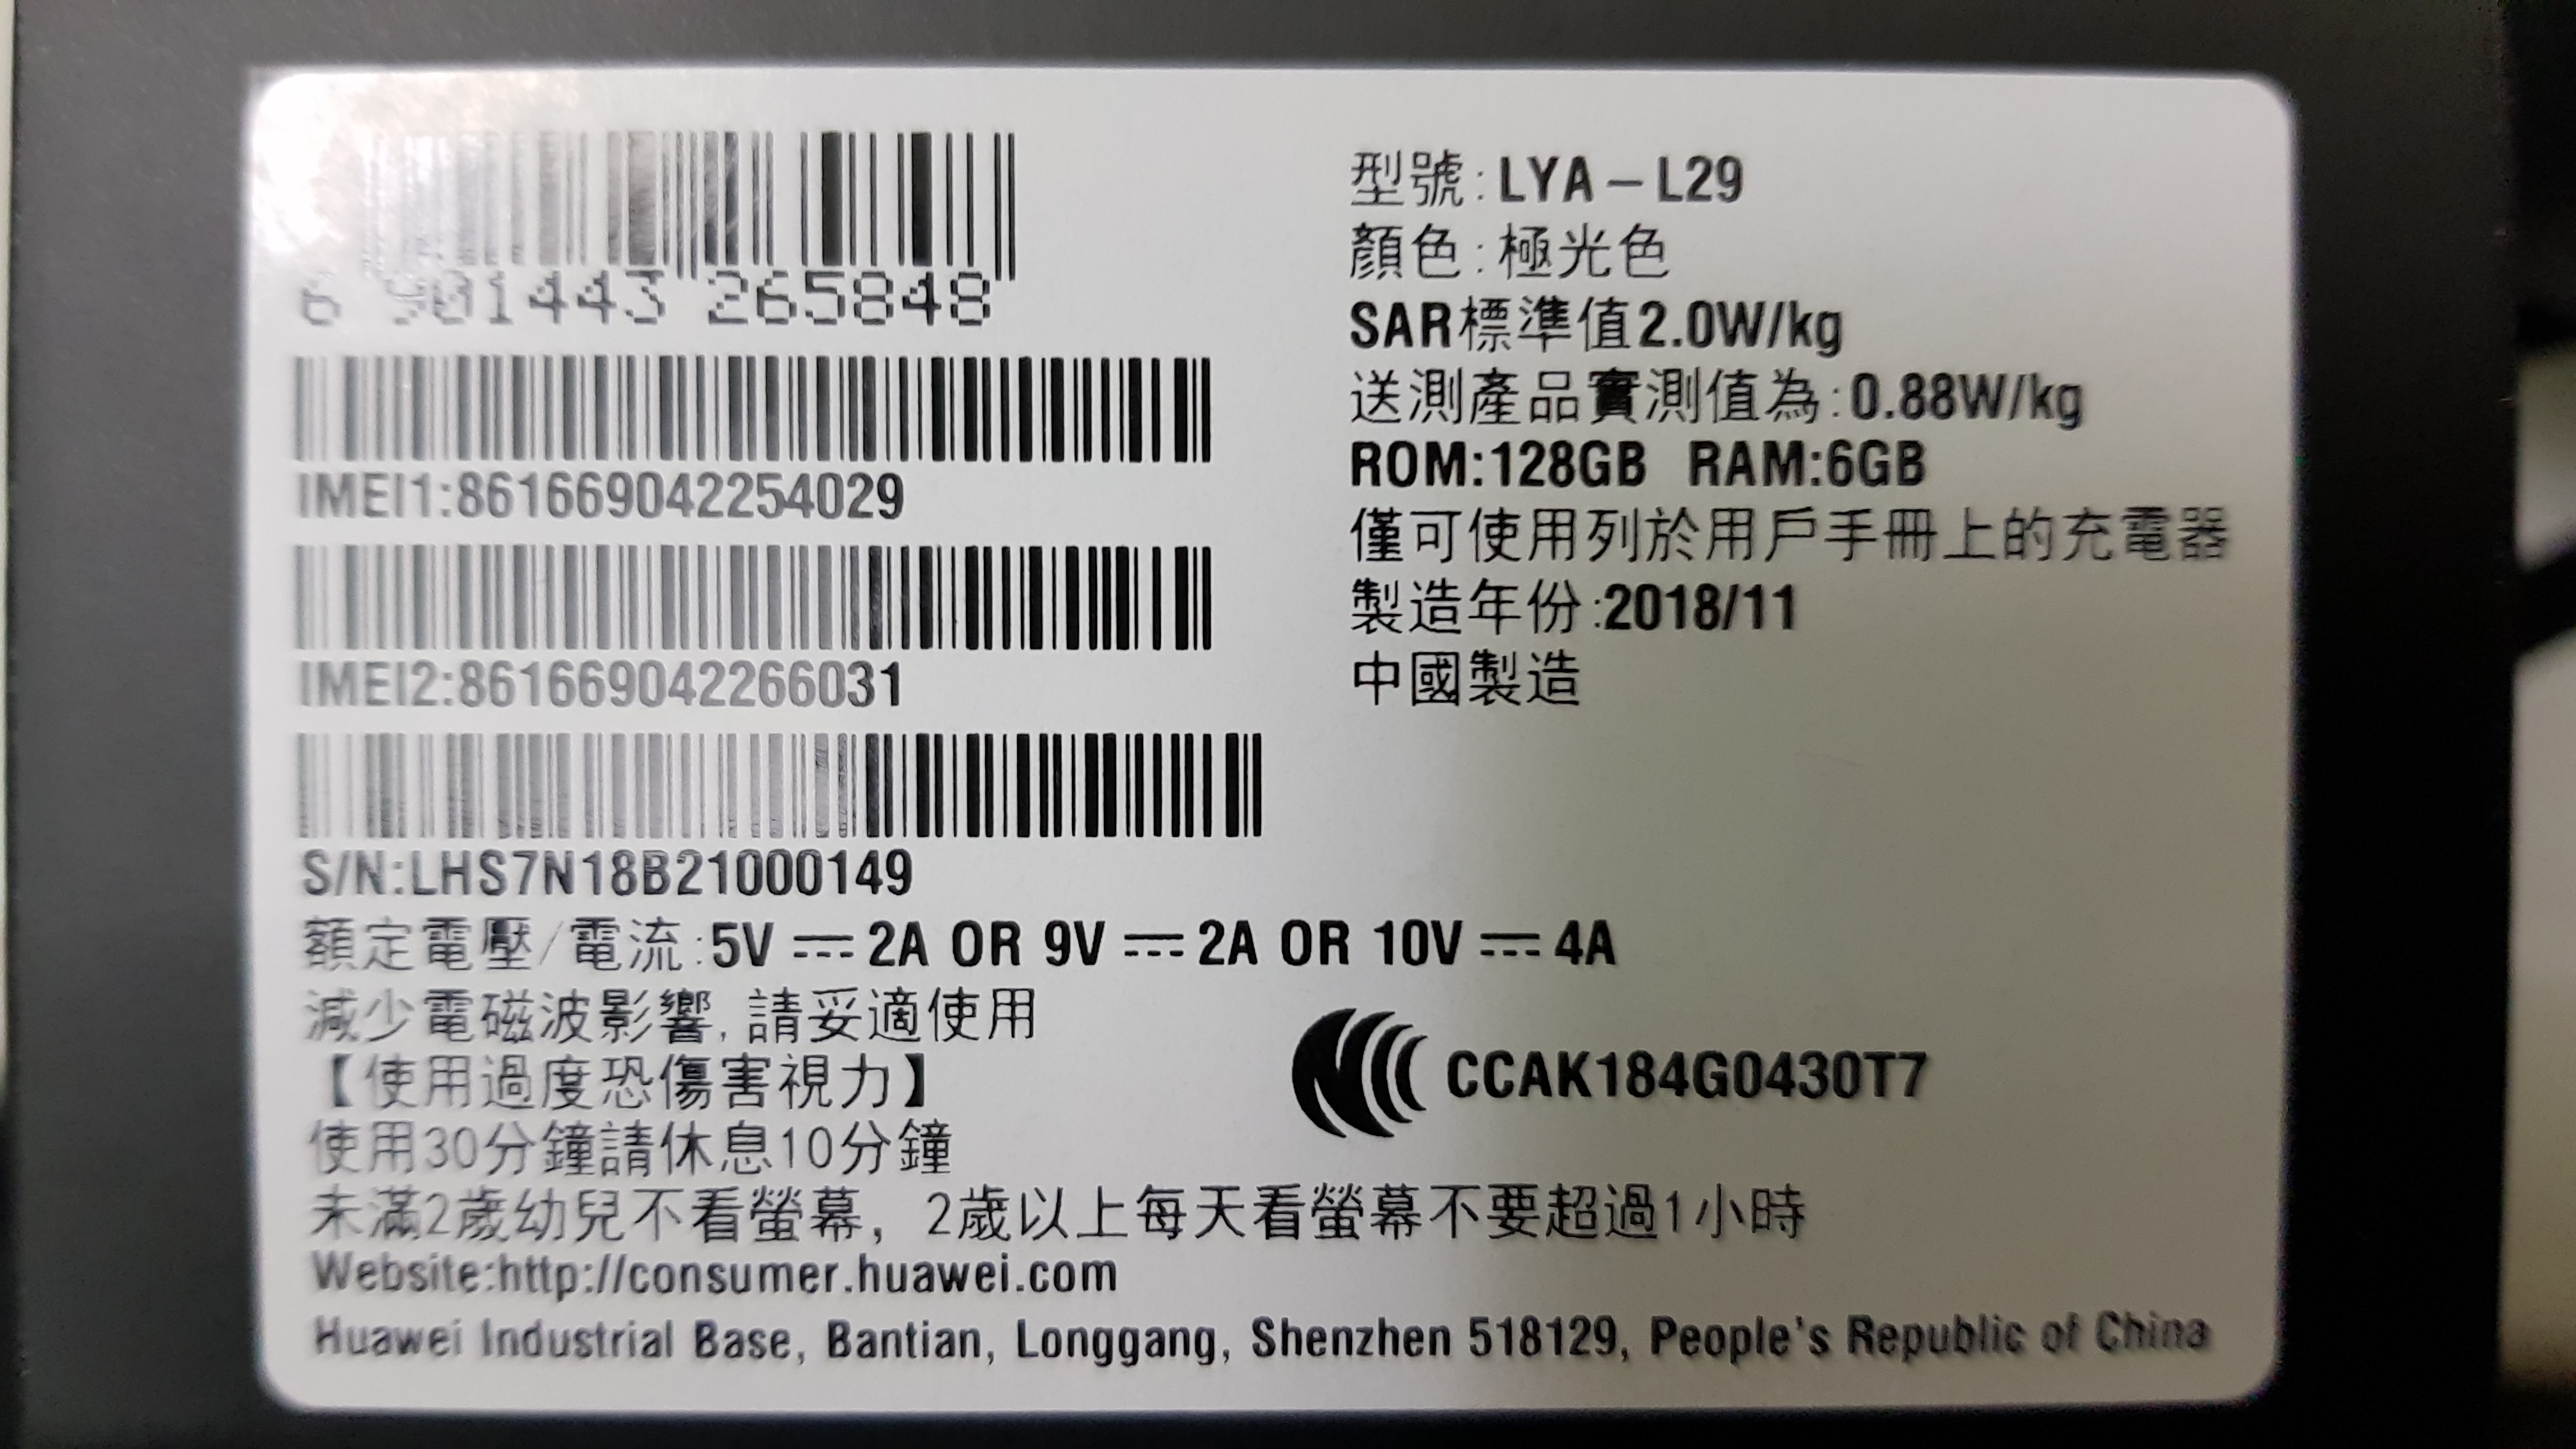 6 901443 265848
IMEI1:861669042254029
IMEI2:861669042266031
S/N:LHS7N18B21000149
型號:LYA-L29
顏色:極光色
SAR標準值2.0W/kg
送測產品實測值為:0.88W/kg
ROM:128GB RAM:6GB
僅可使用列於用戶手冊上的充電器
製造年份:2018/11
中國製造
額定電壓/電流:5V⎓2A OR 9V⎓2A OR 10V⎓4A
減少電磁波影響,請妥適使用
【使用過度恐傷害視力】
使用30分鐘請休息10分鐘
CCAK184G0430T7
未滿2歲幼兒不看螢幕，2歲以上每天看螢幕不要超過1小時
Website:http://consumer.huawei.com
Huawei Industrial Base, Bantian, Longgang, Shenzhen 518129, People's Republic of China